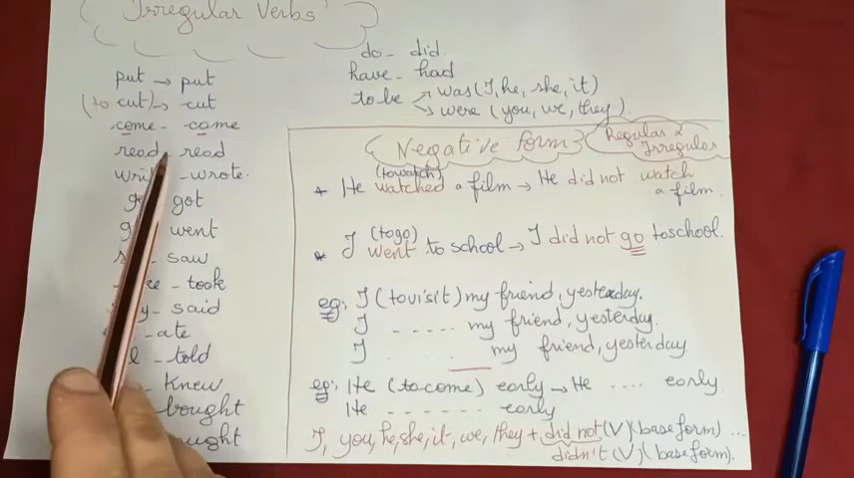 Irregular Verbs
put → put
(to cut) → cut
come - came
read read
wri - wrote.
got
went
saw
- took
y - said
- ate
- told
- Knew
bought
ought
do - did.
have - had
to be → was (I, he, she, it)
→ were (you, we, they)
Negative form
Regular & Irregular
* He (to watch) watched a film → He did not watch a film.
* I (to go) went to school → I did not go to school.
eg: I (to visit) my friend, yesterday.
I ..... my friend, yesterday.
I . . . my friend, yesterday
eg: He (to come) early → He .... early.
He ...... early
I, you, he, she, it, we, they + did not (V) (base form) ...
didn't (V) (base form).